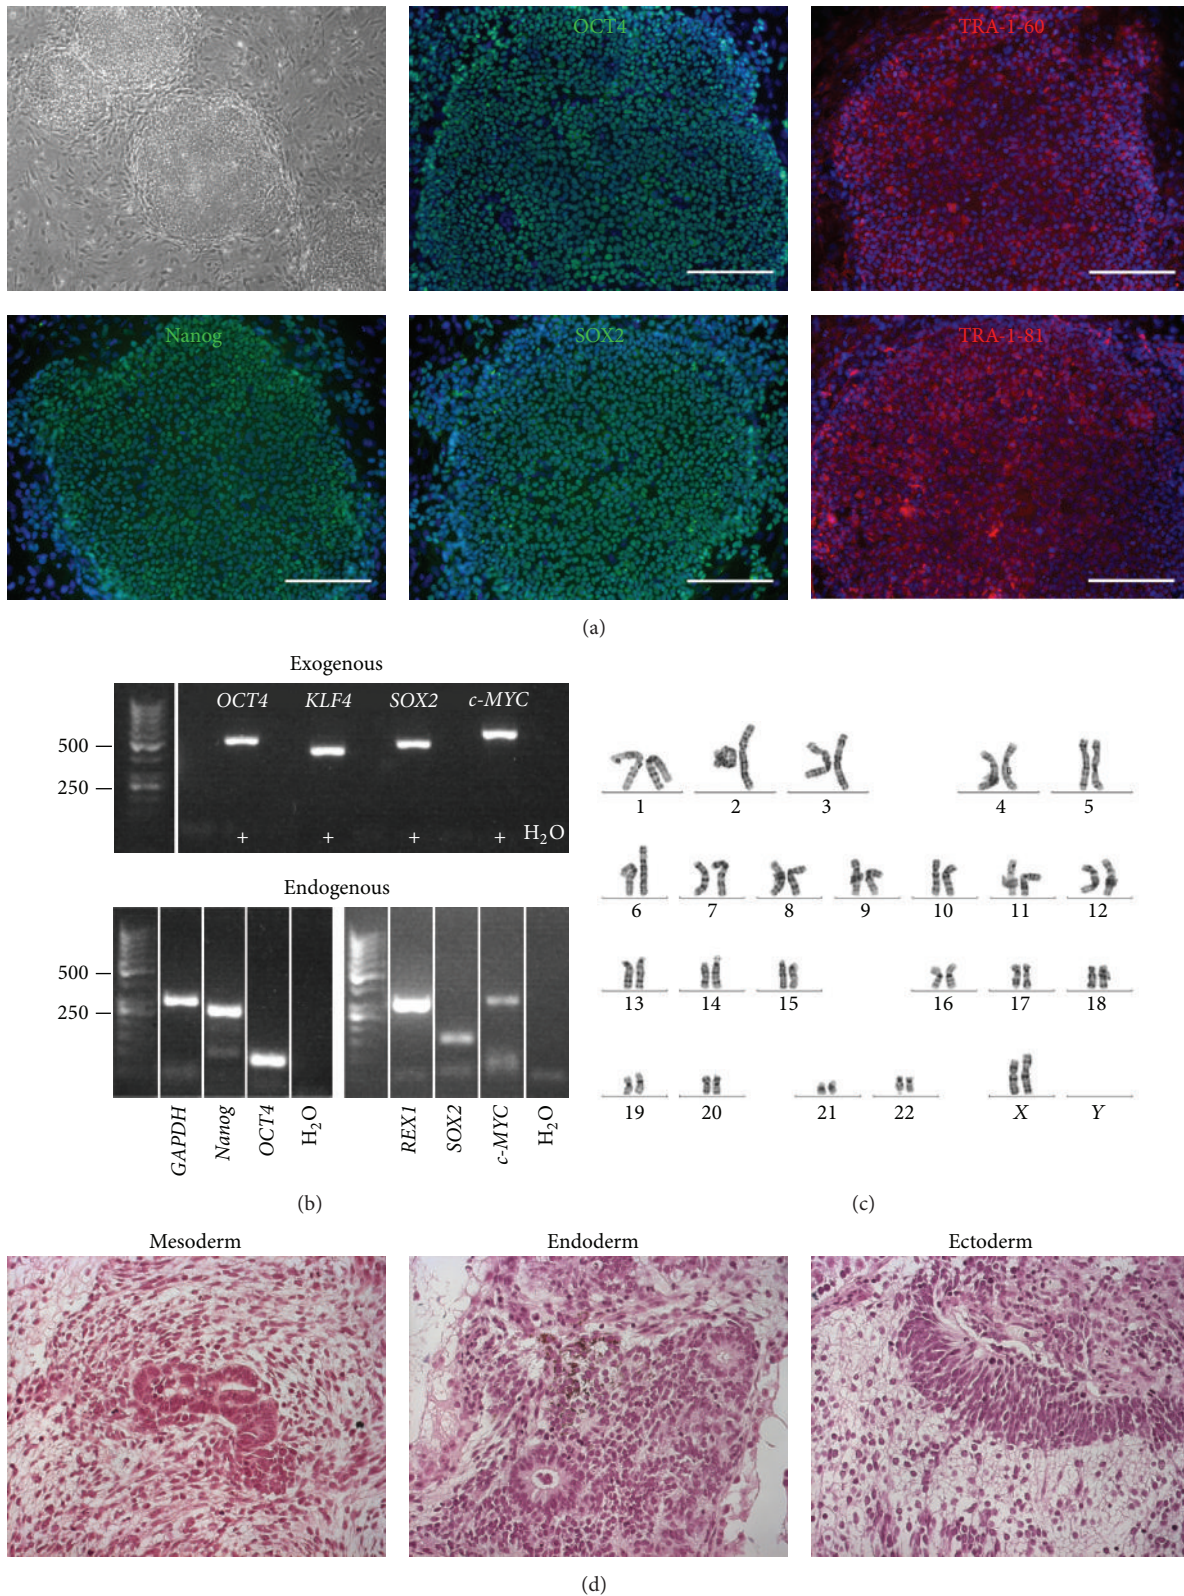 OCT4
TRA-1-60
Nanog
SOX2
TRA-1-81
(a)
Exogenous
OCT4 KLF4 SOX2 c-MYC
500
250
+ + + + H₂O
Endogenous
500
250
GAPDH
Nanog
OCT4
H₂O
REX1
SOX2
c-MYC
H₂O
(b)
1 2 3 4 5
6 7 8 9 10 11 12
13 14 15 16 17 18
19 20 21 22 X Y
(c)
Mesoderm Endoderm Ectoderm
(d)